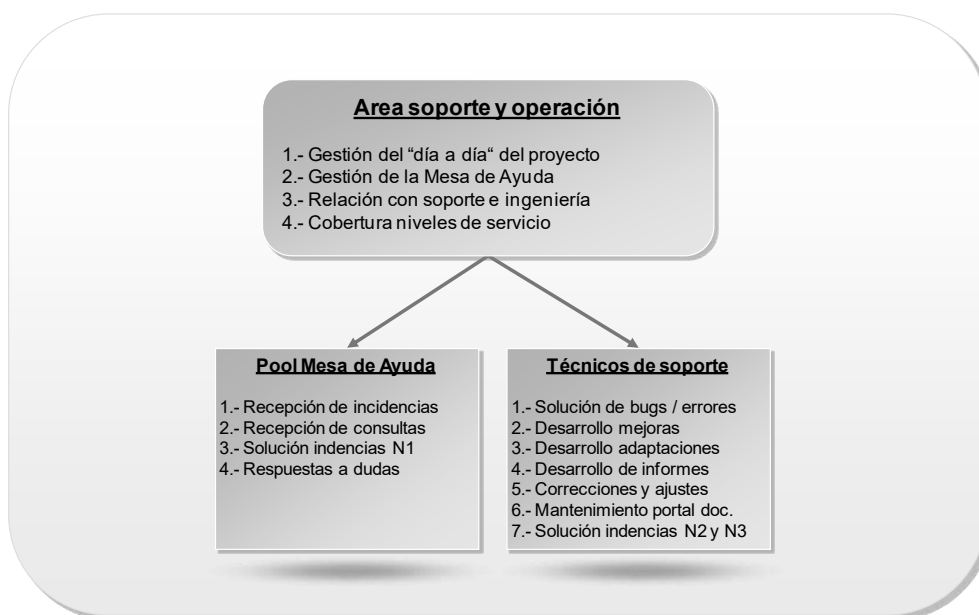 Area soporte y operación
1.- Gestión del “día a día“ del proyecto
2.- Gestión de la Mesa de Ayuda
3.- Relación con soporte e ingeniería
4.- Cobertura niveles de servicio
Pool Mesa de Ayuda
1.- Recepción de incidencias
2.- Recepción de consultas
3.- Solución indencias N1
4.- Respuestas a dudas
Técnicos de soporte
1.- Solución de bugs / errores
2.- Desarrollo mejoras
3.- Desarrollo adaptaciones
4.- Desarrollo de informes
5.- Correcciones y ajustes
6.- Mantenimiento portal doc.
7.- Solución indencias N2 y N3